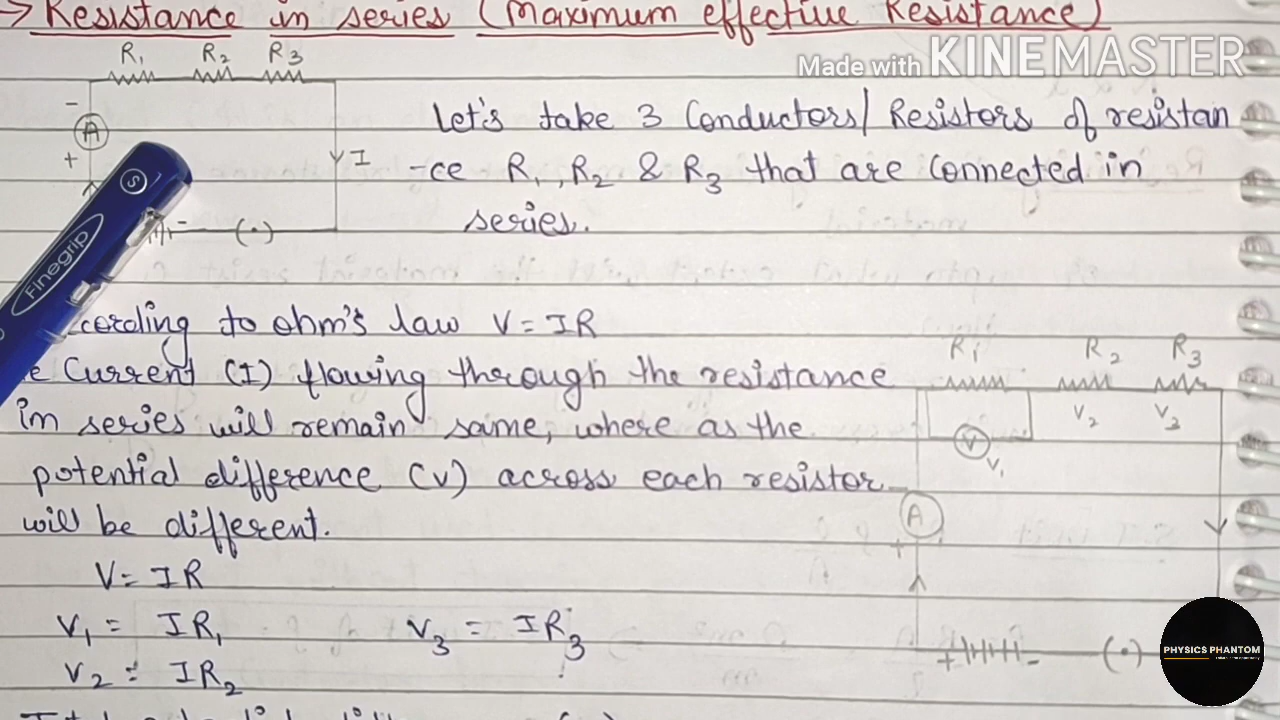 → Resistance in series (Maximum effective Resistance)
R1 R2 R3
Made with KINEMASTER
-
A
+
I
-
(•)
Let's take 3 Conductors/Resistors of resistan
-ce R1, R2 & R3 that are connected in
series.
S
Finegrip
cording to ohm's law V = IR
e Current (I) flowing through the resistance
in series will remain same, where as the
potential difference (v) across each resistor
will be different.
V = IR
V1 = IR1 V3 = IR3
V2 = IR2
R1 R2 R3
V V1 V2 V3
A
+
+ - (•)
PHYSICS PHANTOM